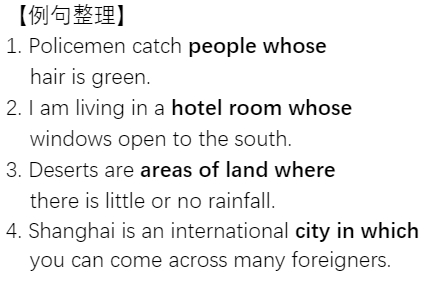 【例句整理】
1. Policemen catch people whose
hair is green.
2. I am living in a hotel room whose
windows open to the south.
3. Deserts are areas of land where
there is little or no rainfall.
4. Shanghai is an international city in which
you can come across many foreigners.